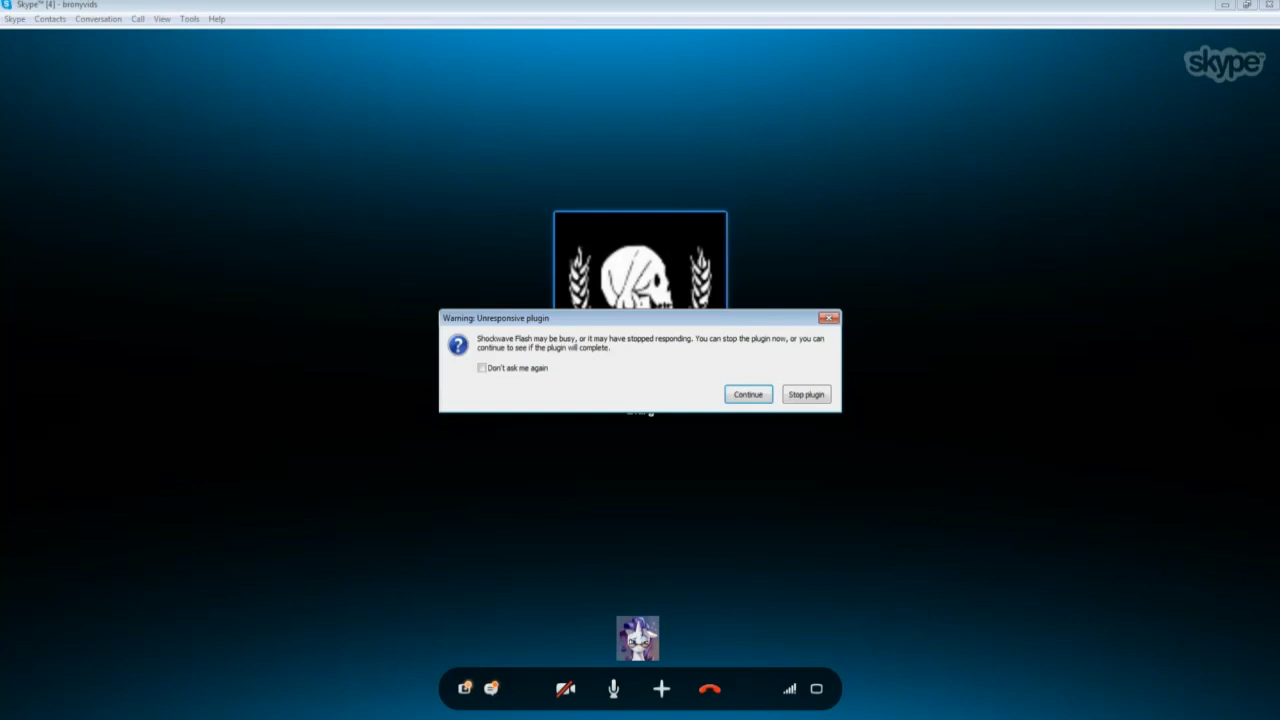 Skype™ [4] - bronyvids
Skype Contacts Conversation Call View Tools Help
skype
Warning: Unresponsive plugin
Shockwave Flash may be busy, or it may have stopped responding. You can stop the plugin now, or you can
continue to see if the plugin will complete.
Don't ask me again
Continue Stop plugin